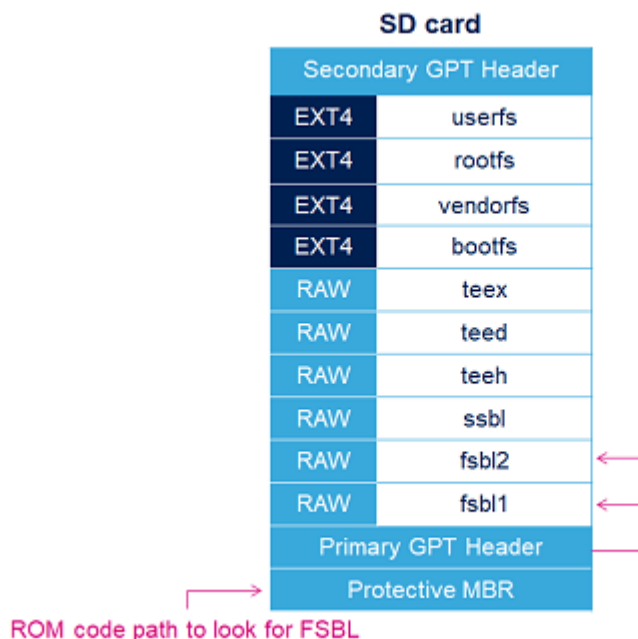 SD card
Secondary GPT Header
EXT4 userfs
EXT4 rootfs
EXT4 vendorfs
EXT4 bootfs
RAW teex
RAW teed
RAW teeh
RAW ssbl
RAW fsbl2
RAW fsbl1
Primary GPT Header
Protective MBR
ROM code path to look for FSBL